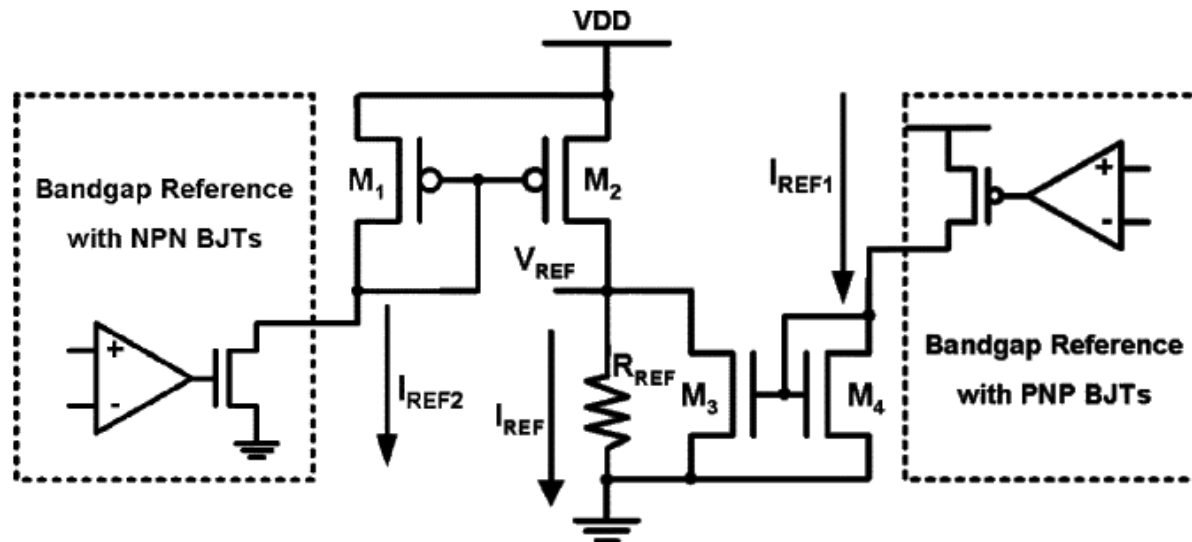 VDD
Bandgap Reference
with NPN BJTs
M1
M2
IREF1
+
-
VREF
+
-
IREF2
IREF
RREF
M3
M4
Bandgap Reference
with PNP BJTs